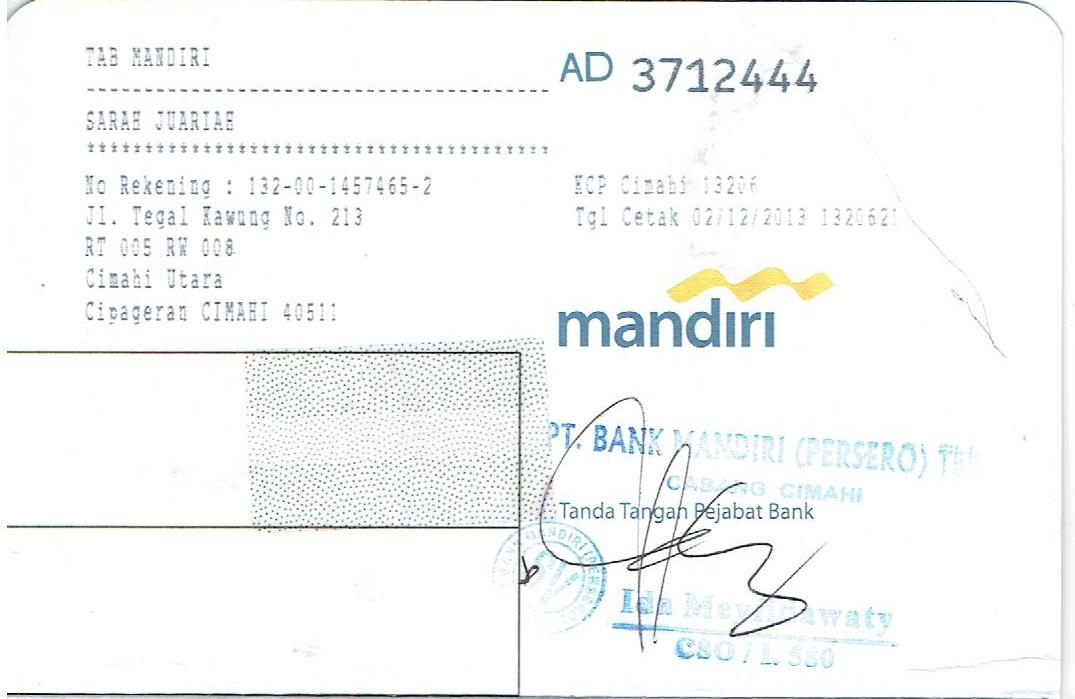 TAB MANDIRI
SARAH JUARIAH
****************************************
No Rekening : 132-00-1457465-2
Jl. Tegal Kawung No. 213
RT 005 RW 008
Cimahi Utara
Cipageran CIMAHI 40511
AD 3712444
KCP Cimahi 13206
Tgl Cetak 02/12/2013 1320621
mandiri
PT. BANK MANDIRI (PERSERO) Tbk
CABANG CIMAHI
Tanda Tangan Pejabat Bank
BANK MANDIRI (PERSERO)
Ida
CSO / L. 550